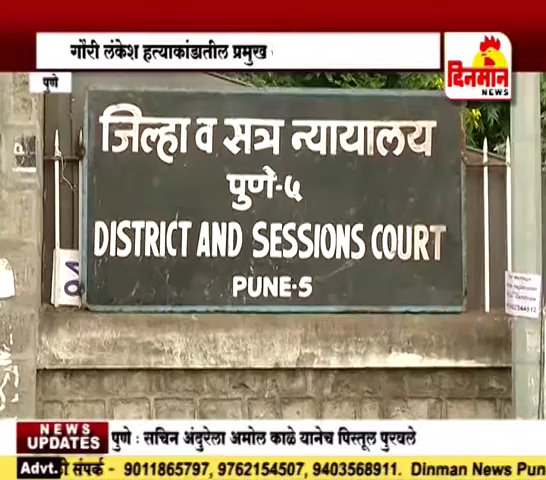 गौरी लंकेश हत्याकांडातील प्रमुख
दिनमान
NEWS
पुणे
जिल्हा व सत्र न्यायालय
पुणे-५
DISTRICT AND SESSIONS COURT
PUNE-5
NEWS
UPDATES
पुणे : सचिन अंदुरेला अमोल काळे यानेच पिस्तूल पुरवले
Advt. संपर्क - 9011865797, 9762154507, 9403568911. Dinman News Pun